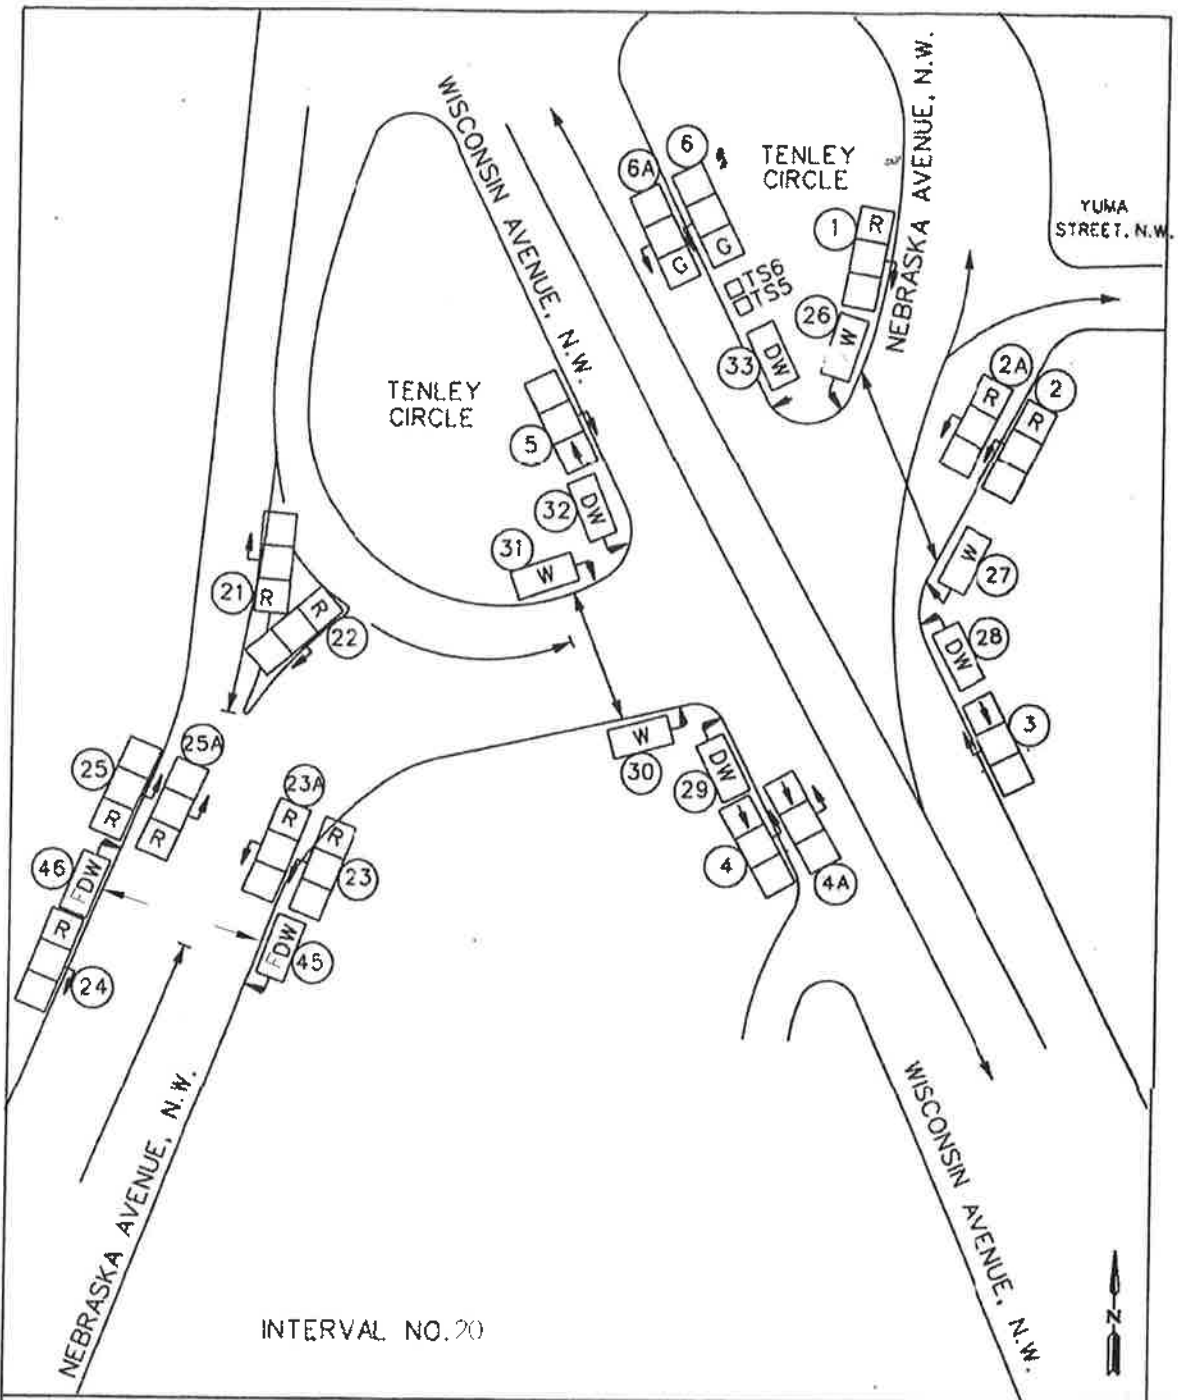 WISCONSIN AVENUE, N.W.
NEBRASKA AVENUE, N.W.
TENLEY
CIRCLE
YUMA
STREET, N.W.
6A
6
G
G
1
R
TS6
TS5
26
W
33
DW
2A
2
R
R
TENLEY
CIRCLE
5
32
DW
31
W
W
27
28
DW
3
21
R
R
22
W
30
DW
29
4
4A
25
25A
R
R
23A
R
R
23
46
FDW
R
24
FDW
45
NEBRASKA AVENUE, N.W.
WISCONSIN AVENUE, N.W.
INTERVAL NO.20
N